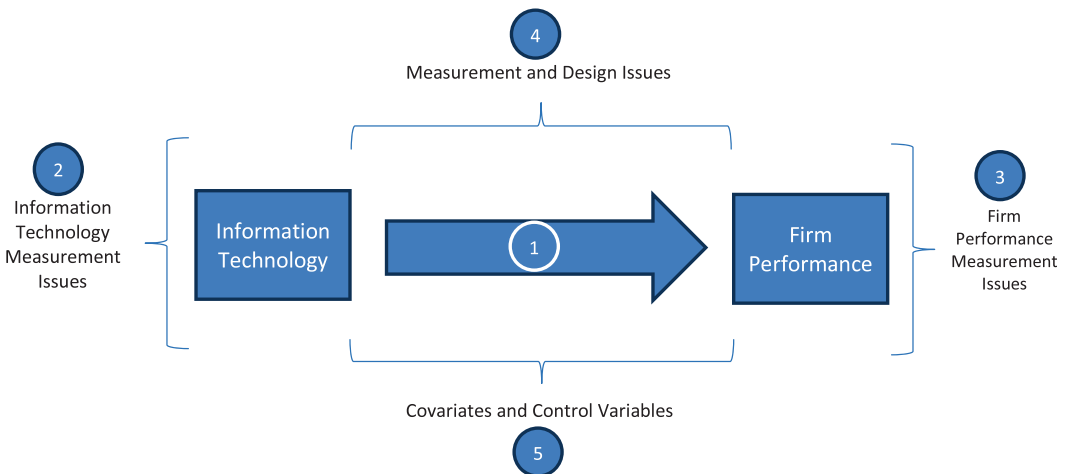 4
Measurement and Design Issues
2
Information
Technology
Measurement
Issues
Information
Technology
1
Firm
Performance
3
Firm
Performance
Measurement
Issues
Covariates and Control Variables
5